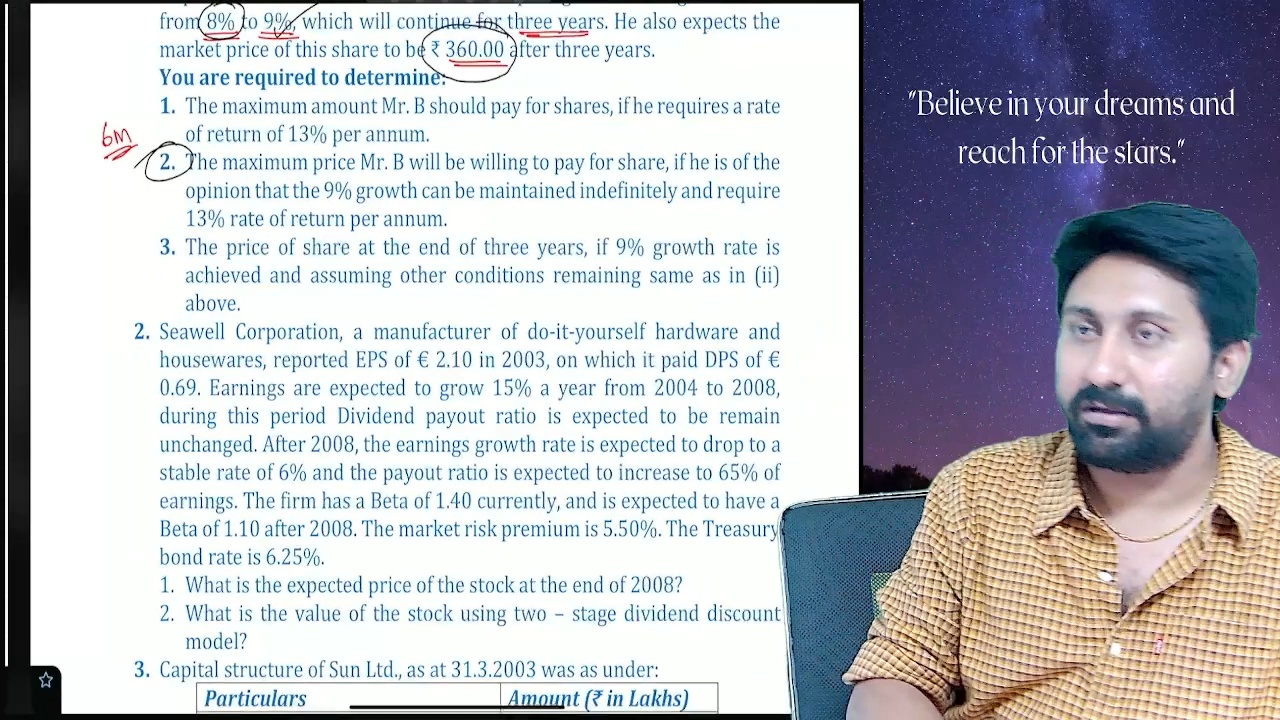 from 8% to 9%, which will continue for three years. He also expects the
market price of this share to be ₹ 360.00 after three years.
You are required to determine:
1. The maximum amount Mr. B should pay for shares, if he requires a rate
of return of 13% per annum.
6m
2. The maximum price Mr. B will be willing to pay for share, if he is of the
opinion that the 9% growth can be maintained indefinitely and require
13% rate of return per annum.
3. The price of share at the end of three years, if 9% growth rate is
achieved and assuming other conditions remaining same as in (ii)
above.
2. Seawell Corporation, a manufacturer of do-it-yourself hardware and
housewares, reported EPS of € 2.10 in 2003, on which it paid DPS of €
0.69. Earnings are expected to grow 15% a year from 2004 to 2008,
during this period Dividend payout ratio is expected to be remain
unchanged. After 2008, the earnings growth rate is expected to drop to a
stable rate of 6% and the payout ratio is expected to increase to 65% of
earnings. The firm has a Beta of 1.40 currently, and is expected to have a
Beta of 1.10 after 2008. The market risk premium is 5.50%. The Treasury
bond rate is 6.25%.
1. What is the expected price of the stock at the end of 2008?
2. What is the value of the stock using two – stage dividend discount
model?
3. Capital structure of Sun Ltd., as at 31.3.2003 was as under:
Particulars Amount (₹ in Lakhs)
"Believe in your dreams and
reach for the stars."